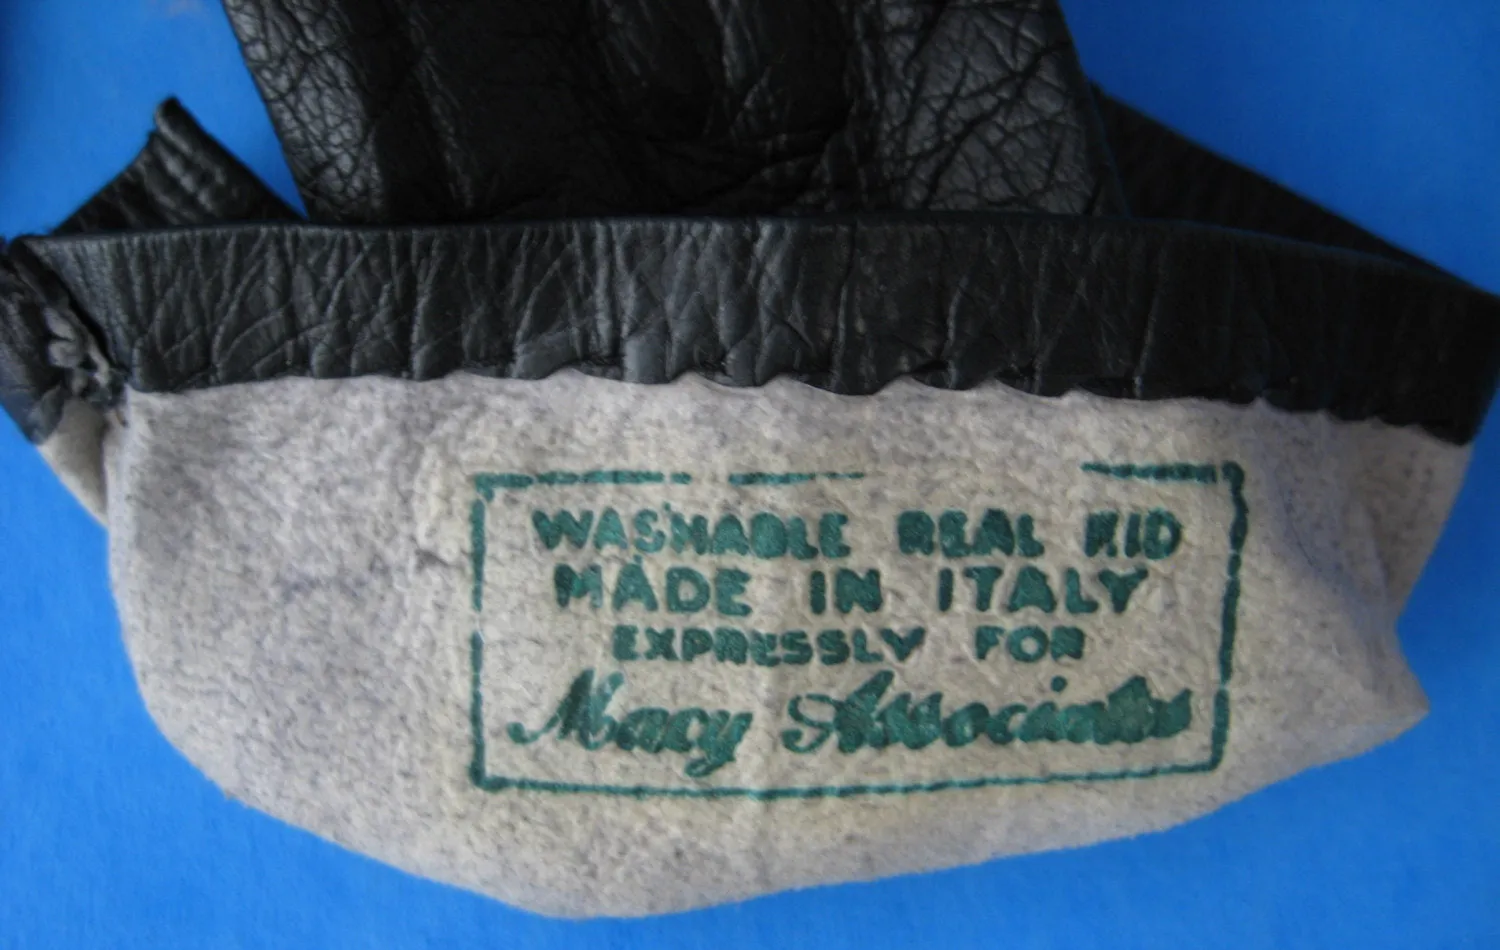 WASHABLE REAL KID
MADE IN ITALY
EXPRESSLY FOR
Macy Associates